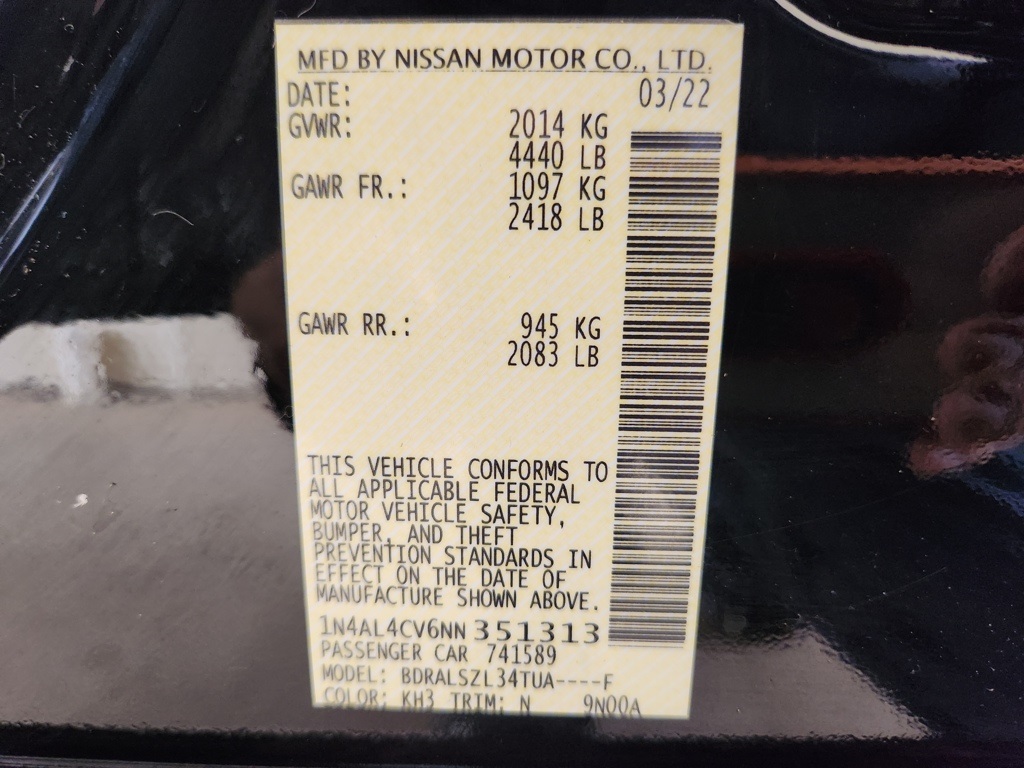 MFD BY NISSAN MOTOR CO., LTD.
DATE: 03/22
GVWR: 2014 KG
4440 LB
GAWR FR.: 1097 KG
2418 LB
GAWR RR.: 945 KG
2083 LB
THIS VEHICLE CONFORMS TO
ALL APPLICABLE FEDERAL
MOTOR VEHICLE SAFETY,
BUMPER, AND THEFT
PREVENTION STANDARDS IN
EFFECT ON THE DATE OF
MANUFACTURE SHOWN ABOVE.
1N4AL4CV6NN 351313
PASSENGER CAR 741589
MODEL: BDRALSZL34TUA----F
COLOR: KH3 TRIM: N 9N00A